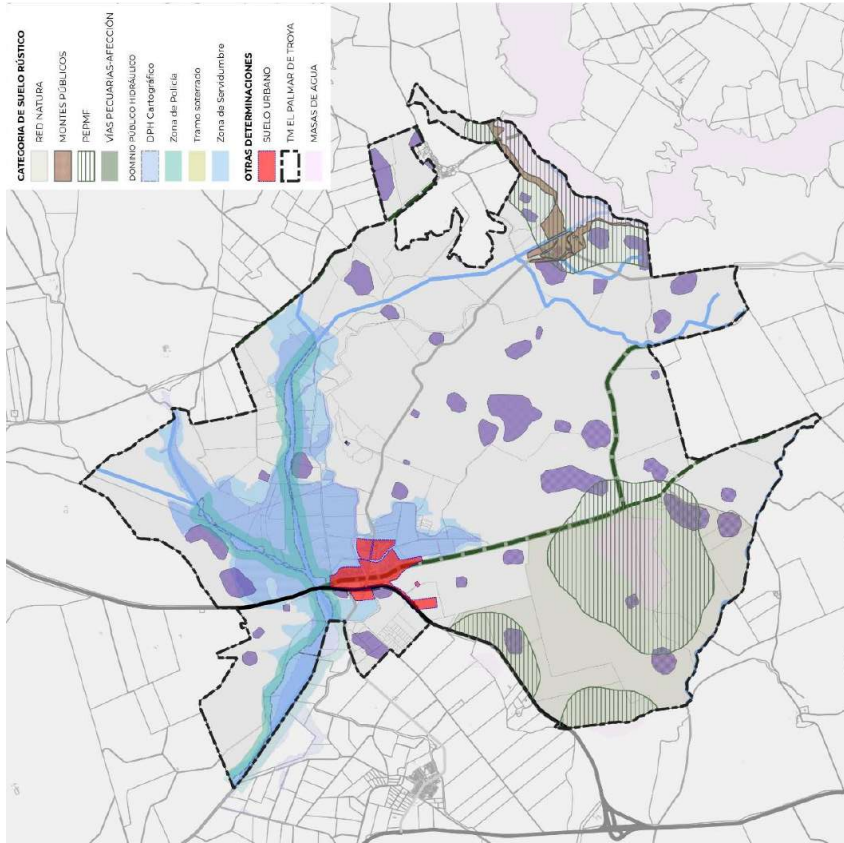 CATEGORIA DE SUELO RÚSTICO
RED NATURA
MONTES PÚBLICOS
PEPMF
VÍAS PECUARIAS-AFECCIÓN
DOMINIO PÚBLICO HIDRÁULICO
DPH Cartográfico
Zona de Policía
Tramo soterrado
Zona de Servidumbre
OTRAS DETERMINACIONES
SUELO URBANO
TM EL PALMAR DE TROYA
MASAS DE AGUA